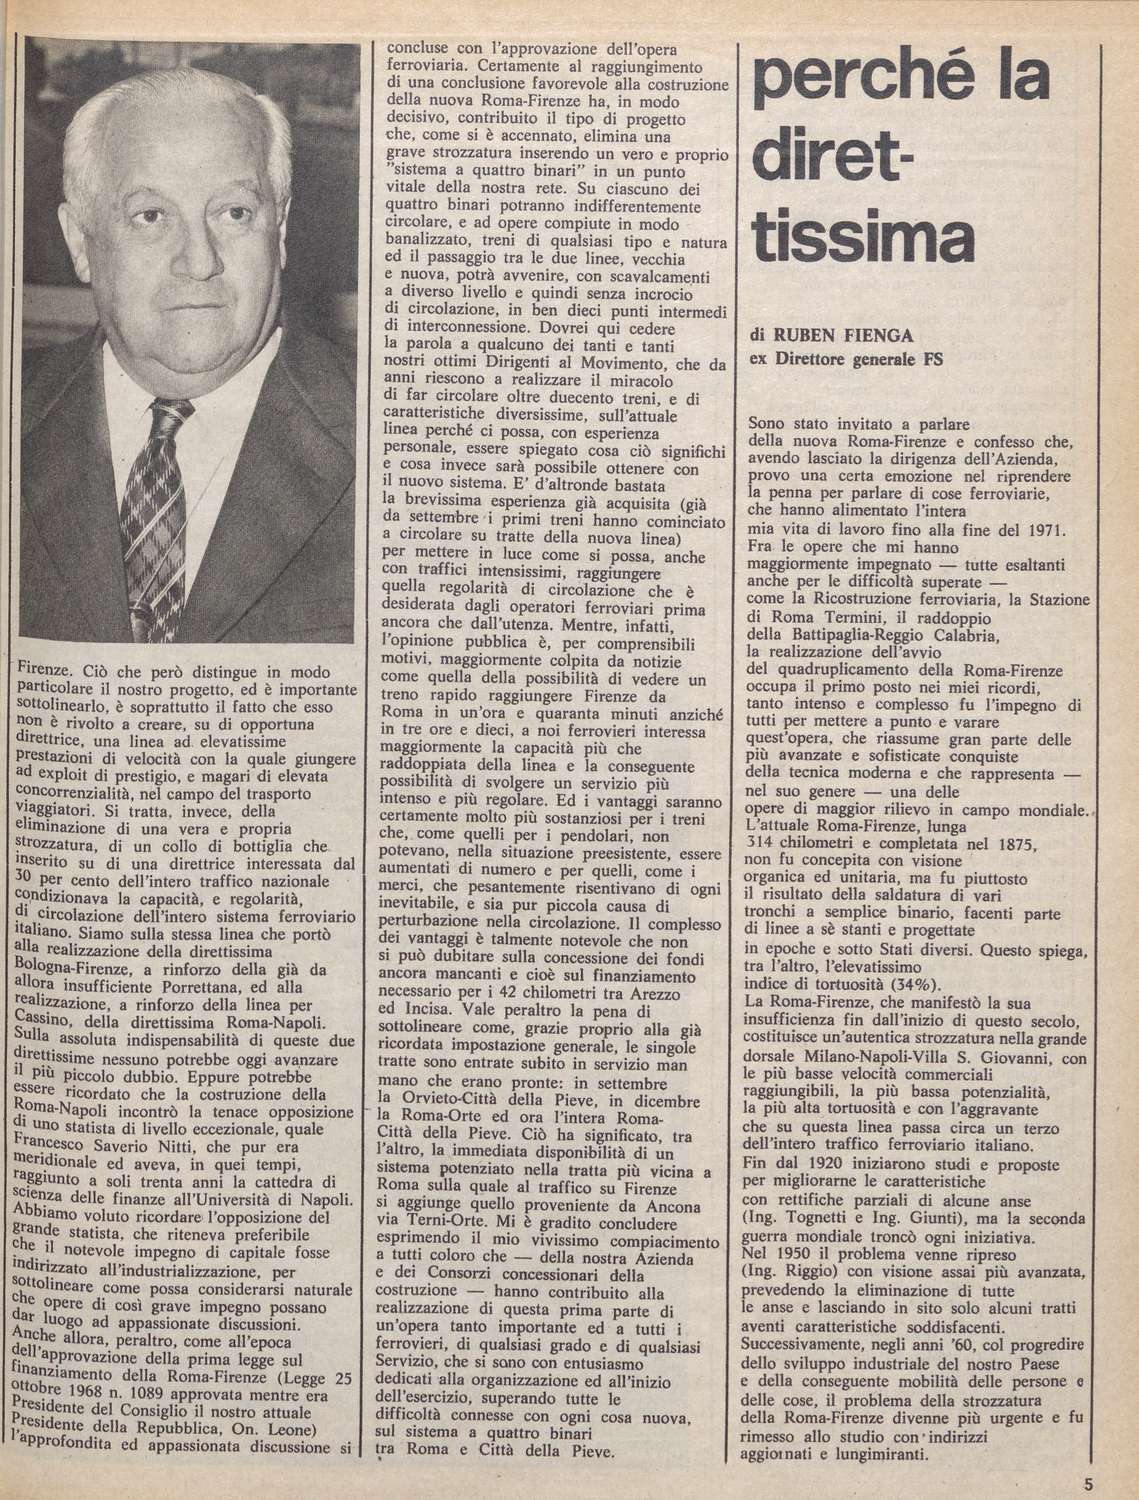 perché la
diret-
tissima
di RUBEN FIENGA
ex Direttore generale FS
Sono stato invitato a parlare
della nuova Roma-Firenze e confesso che,
avendo lasciato la dirigenza dell'Azienda,
provo una certa emozione nel riprendere
la penna per parlare di cose ferroviarie,
che hanno alimentato l'intera
mia vita di lavoro fino alla fine del 1971.
Fra le opere che mi hanno
maggiormente impegnato — tutte esaltanti
anche per le difficoltà superate —
come la Ricostruzione ferroviaria, la Stazione
di Roma Termini, il raddoppio
della Battipaglia-Reggio Calabria,
la realizzazione dell'avvio
del quadruplicamento della Roma-Firenze
occupa il primo posto nei miei ricordi,
tanto intenso e complesso fu l'impegno di
tutti per mettere a punto e varare
quest'opera, che riassume gran parte delle
più avanzate e sofisticate conquiste
della tecnica moderna e che rappresenta —
nel suo genere — una delle
opere di maggior rilievo in campo mondiale.
L'attuale Roma-Firenze, lunga
314 chilometri e completata nel 1875,
non fu concepita con visione
organica ed unitaria, ma fu piuttosto
il risultato della saldatura di vari
tronchi a semplice binario, facenti parte
di linee a sè stanti e progettate
in epoche e sotto Stati diversi. Questo spiega,
tra l'altro, l'elevatissimo
indice di tortuosità (34%).
La Roma-Firenze, che manifestò la sua
insufficienza fin dall'inizio di questo secolo,
costituisce un'autentica strozzatura nella grande
dorsale Milano-Napoli-Villa S. Giovanni, con
le più basse velocità commerciali
raggiungibili, la più bassa potenzialità,
la più alta tortuosità e con l'aggravante
che su questa linea passa circa un terzo
dell'intero traffico ferroviario italiano.
Fin dal 1920 iniziarono studi e proposte
per migliorarne le caratteristiche
con rettifiche parziali di alcune anse
(Ing. Tognetti e Ing. Giunti), ma la seconda
guerra mondiale troncò ogni iniziativa.
Nel 1950 il problema venne ripreso
(Ing. Riggio) con visione assai più avanzata,
prevedendo la eliminazione di tutte
le anse e lasciando in sito solo alcuni tratti
aventi caratteristiche soddisfacenti.
Successivamente, negli anni '60, col progredire
dello sviluppo industriale del nostro Paese
e della conseguente mobilità delle persone e
delle cose, il problema della strozzatura
della Roma-Firenze divenne più urgente e fu
rimesso allo studio con indirizzi
aggiornati e lungimiranti.
Firenze. Ciò che però distingue in modo
particolare il nostro progetto, ed è importante
sottolinearlo, è soprattutto il fatto che esso
non è rivolto a creare, su di opportuna
direttrice, una linea ad elevatissime
prestazioni di velocità con la quale giungere
ad exploit di prestigio, e magari di elevata
concorrenzialità, nel campo del trasporto
viaggiatori. Si tratta, invece, della
eliminazione di una vera e propria
strozzatura, di un collo di bottiglia che
inserito su di una direttrice interessata dal
30 per cento dell'intero traffico nazionale
condizionava la capacità, e regolarità,
di circolazione dell'intero sistema ferroviario
italiano. Siamo sulla stessa linea che portò
alla realizzazione della direttissima
Bologna-Firenze, a rinforzo della già da
allora insufficiente Porrettana, ed alla
realizzazione, a rinforzo della linea per
Cassino, della direttissima Roma-Napoli.
Sulla assoluta indispensabilità di queste due
direttissime nessuno potrebbe oggi avanzare
il più piccolo dubbio. Eppure potrebbe
essere ricordato che la costruzione della
Roma-Napoli incontrò la tenace opposizione
di uno statista di livello eccezionale, quale
Francesco Saverio Nitti, che pur era
meridionale ed aveva, in quei tempi,
raggiunto a soli trenta anni la cattedra di
scienza delle finanze all'Università di Napoli.
Abbiamo voluto ricordare l'opposizione del
grande statista, che riteneva preferibile
che il notevole impegno di capitale fosse
indirizzato all'industrializzazione, per
sottolineare come possa considerarsi naturale
che opere di così grave impegno possano
dar luogo ad appassionate discussioni.
Anche allora, peraltro, come all'epoca
dell'approvazione della prima legge sul
finanziamento della Roma-Firenze (Legge 25
ottobre 1968 n. 1089 approvata mentre era
Presidente del Consiglio il nostro attuale
Presidente della Repubblica, On. Leone)
l'approfondita ed appassionata discussione si
concluse con l'approvazione dell'opera
ferroviaria. Certamente al raggiungimento
di una conclusione favorevole alla costruzione
della nuova Roma-Firenze ha, in modo
decisivo, contribuito il tipo di progetto
che, come si è accennato, elimina una
grave strozzatura inserendo un vero e proprio
"sistema a quattro binari" in un punto
vitale della nostra rete. Su ciascuno dei
quattro binari potranno indifferentemente
circolare, e ad opere compiute in modo
banalizzato, treni di qualsiasi tipo e natura
ed il passaggio tra le due linee, vecchia
e nuova, potrà avvenire, con scavalcamenti
a diverso livello e quindi senza incrocio
di circolazione, in ben dieci punti intermedi
di interconnessione. Dovrei qui cedere
la parola a qualcuno dei tanti e tanti
nostri ottimi Dirigenti al Movimento, che da
anni riescono a realizzare il miracolo
di far circolare oltre duecento treni, e di
caratteristiche diversissime, sull'attuale
linea perché ci possa, con esperienza
personale, essere spiegato cosa ciò significhi
e cosa invece sarà possibile ottenere con
il nuovo sistema. E' d'altronde bastata
la brevissima esperienza già acquisita (già
da settembre i primi treni hanno cominciato
a circolare su tratte della nuova linea)
per mettere in luce come si possa, anche
con traffici intensissimi, raggiungere
quella regolarità di circolazione che è
desiderata dagli operatori ferroviari prima
ancora che dall'utenza. Mentre, infatti,
l'opinione pubblica è, per comprensibili
motivi, maggiormente colpita da notizie
come quella della possibilità di vedere un
treno rapido raggiungere Firenze da
Roma in un'ora e quaranta minuti anziché
in tre ore e dieci, a noi ferrovieri interessa
maggiormente la capacità più che
raddoppiata della linea e la conseguente
possibilità di svolgere un servizio più
intenso e più regolare. Ed i vantaggi saranno
certamente molto più sostanziosi per i treni
che, come quelli per i pendolari, non
potevano, nella situazione preesistente, essere
aumentati di numero e per quelli, come i
merci, che pesantemente risentivano di ogni
inevitabile, e sia pur piccola causa di
perturbazione nella circolazione. Il complesso
dei vantaggi è talmente notevole che non
si può dubitare sulla concessione dei fondi
ancora mancanti e cioè sul finanziamento
necessario per i 42 chilometri tra Arezzo
ed Incisa. Vale peraltro la pena di
sottolineare come, grazie proprio alla già
ricordata impostazione generale, le singole
tratte sono entrate subito in servizio man
mano che erano pronte: in settembre
la Orvieto-Città della Pieve, in dicembre
la Roma-Orte ed ora l'intera Roma-
Città della Pieve. Ciò ha significato, tra
l'altro, la immediata disponibilità di un
sistema potenziato nella tratta più vicina a
Roma sulla quale al traffico su Firenze
si aggiunge quello proveniente da Ancona
via Terni-Orte. Mi è gradito concludere
esprimendo il mio vivissimo compiacimento
a tutti coloro che — della nostra Azienda
e dei Consorzi concessionari della
costruzione — hanno contribuito alla
realizzazione di questa prima parte di
un'opera tanto importante ed a tutti i
ferrovieri, di qualsiasi grado e di qualsiasi
Servizio, che si sono con entusiasmo
dedicati alla organizzazione ed all'inizio
dell'esercizio, superando tutte le
difficoltà connesse con ogni cosa nuova,
sul sistema a quattro binari
tra Roma e Città della Pieve.
5